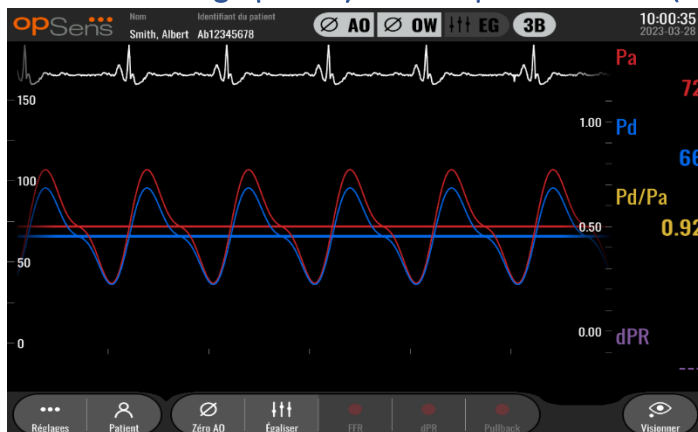 opSens
Nom
Identifiant du patient
Smith, Albert
Ab12345678
AO
OW
EG
3B
10:00:35
2023-03-28
Pa
72
150
1.00
Pd
66
100
Pd/Pa
0.50
0.92
50
0.00
dPR
0
---
Réglages
Patient
Zéro AO
Égaliser
FFR
dPR
Pullback
Visionner